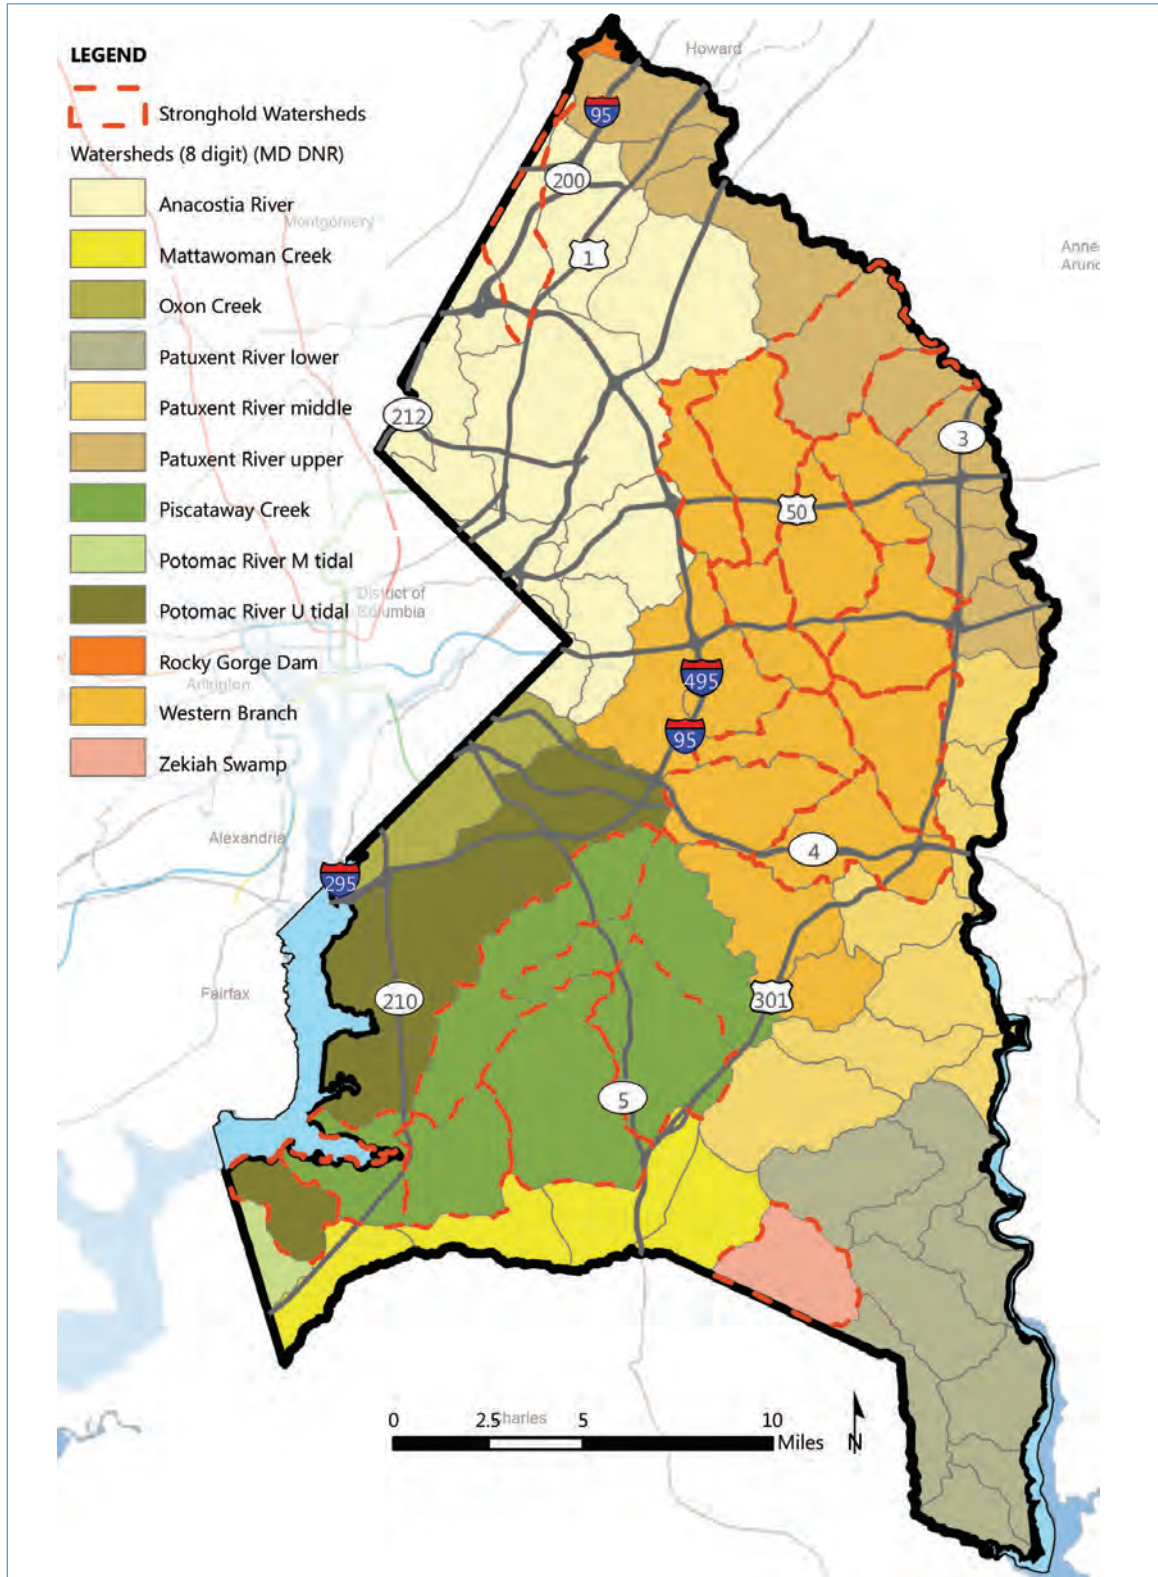 LEGEND
Stronghold Watersheds
Watersheds (8 digit) (MD DNR)
Anacostia River
Mattawoman Creek
Oxon Creek
Patuxent River lower
Patuxent River middle
Patuxent River upper
Piscataway Creek
Potomac River M tidal
Potomac River U tidal
Rocky Gorge Dam
Western Branch
Zekiah Swamp
Howard
95
200
Montgomery
1
Anne
Arund
212
3
50
District of
Columbia
Arlington
495
95
Alexandria
4
295
Fairfax
210
301
5
0 2.5 5 10
Charles
Miles
N